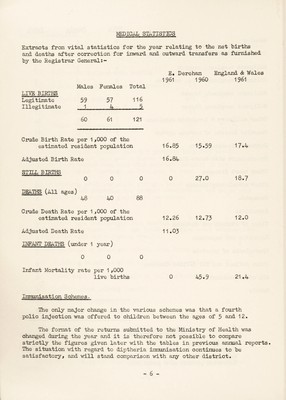 MEDICAL STATISTICS
Extracts from vital statistics for the year relating to the net births
and deaths after correction for inward and outward transfers as furnished
by the Registrar General:-
E. Dereham England & Wales
Males Females Total 1961 1960 1961
LIVE BIRTHS
Legitimate 59 57 116
Illegitimate 1 4 5
60 61 121
Crude Birth Rate per 1,000 of the
estimated resident population 16.85 15.59 17.4
Adjusted Birth Rate 16.84
STILL BIRTHS
0 0 0 0 27.0 18.7
DEATHS (All ages)
48 40 88
Crude Death Rate per 1,000 of the
estimated resident population 12.26 12.73 12.0
Adjusted Death Rate 11.03
INFANT DEATHS (under 1 year)
0 0 0
Infant Mortality rate per 1,000
live births 0 45.9 21.4
Immunisation Schemes.
The only major change in the various schemes was that a fourth
polio injection was offered to children between the ages of 5 and 12.
The format of the returns submitted to the Ministry of Health was
changed during the year and it is therefore not possible to compare
strictly the figures given later with the tables in previous annual reports.
The situation with regard to diptheria immunisation continues to be
satisfactory, and will stand comparison with any other district.
- 6 -